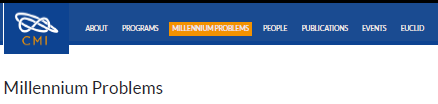 ABOUT PROGRAMS MILLENNIUM PROBLEMS PEOPLE PUBLICATIONS EVENTS EUCLID
CMI
Millennium Problems